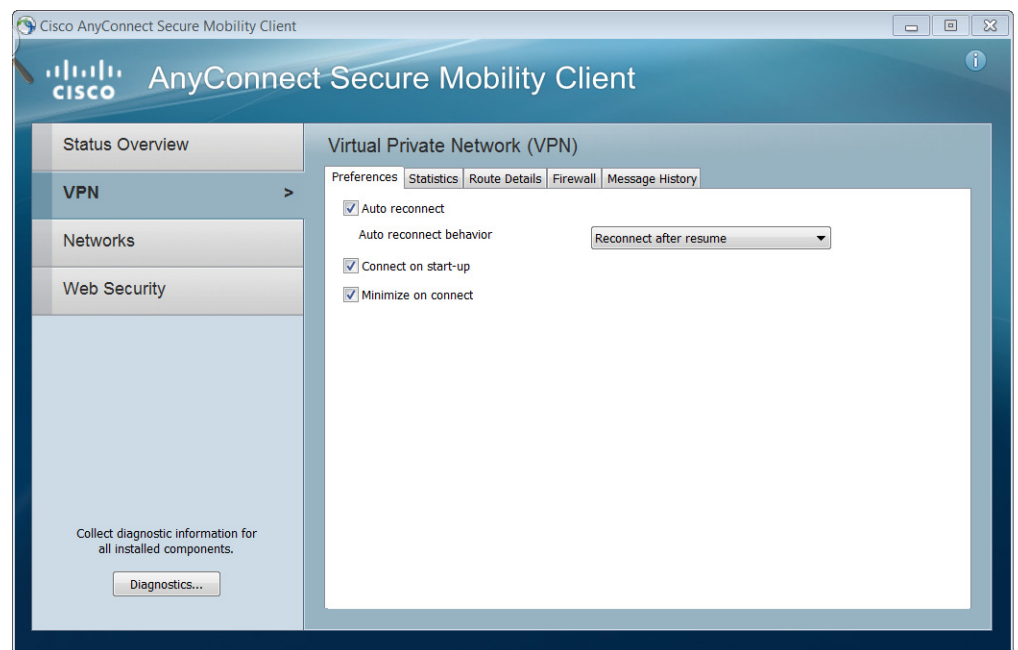 Cisco AnyConnect Secure Mobility Client
CISCO
AnyConnect Secure Mobility Client
Status Overview
VPN >
Networks
Web Security
Collect diagnostic information for
all installed components.
Diagnostics...
Virtual Private Network (VPN)
Preferences Statistics Route Details Firewall Message History
Auto reconnect
Auto reconnect behavior Reconnect after resume
Connect on start-up
Minimize on connect